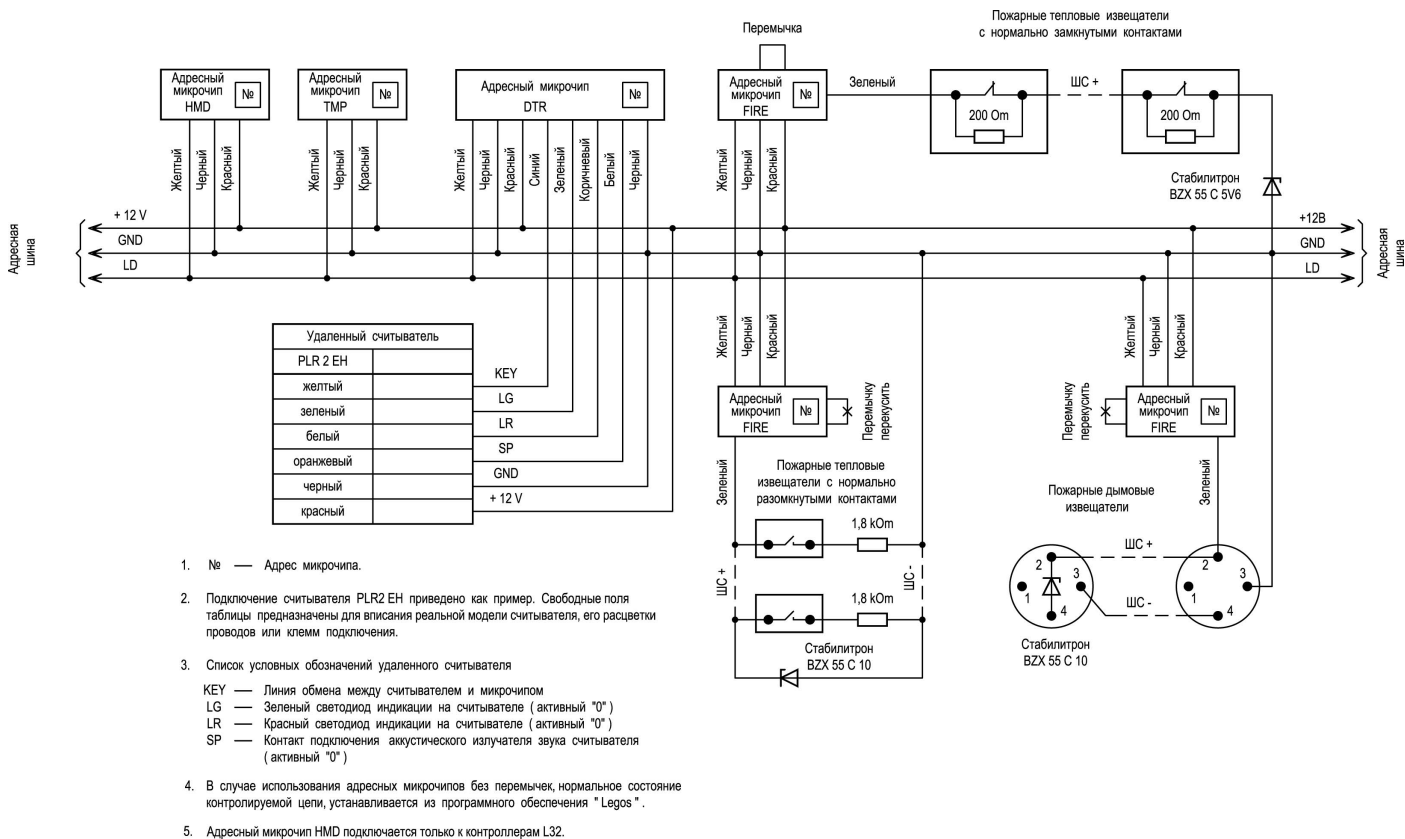 Пожарные тепловые извещатели
с нормально замкнутыми контактами
Перемычка
Адресный
микрочип
HMD
№
Адресный
микрочип
TMP
№
Адресный микрочип
DTR
№
Адресный
микрочип
FIRE
№
Зеленый
200 Om
ШС +
200 Om
Желтый
Черный
Красный
Желтый
Черный
Красный
Желтый
Черный
Красный
Синий
Зеленый
Коричневый
Белый
Черный
Желтый
Черный
Красный
Стабилитрон
BZX 55 C 5V6
Адресная
шина
+ 12 V
GND
LD
+12В
GND
LD
Адресная
шина
Удаленный считыватель
PLR 2 EH
желтый
зеленый
белый
оранжевый
черный
красный
KEY
LG
LR
SP
GND
+ 12 V
Желтый
Черный
Красный
Адресный
микрочип
FIRE
№
Перемычку
перекусить
Зеленый
Пожарные тепловые
извещатели с нормально
разомкнутыми контактами
1,8 kOm
ШС +
ШС -
1,8 kOm
Стабилитрон
BZX 55 C 10
Желтый
Черный
Красный
Перемычку
перекусить
Адресный
микрочип
FIRE
№
Зеленый
Пожарные дымовые
извещатели
ШС +
2
3
1
4
ШС -
2
3
1
4
Стабилитрон
BZX 55 C 10
1. № — Адрес микрочипа.
2. Подключение считывателя PLR2 EH приведено как пример. Свободные поля
таблицы предназначены для вписания реальной модели считывателя, его расцветки
проводов или клемм подключения.
3. Список условных обозначений удаленного считывателя
KEY — Линия обмена между считывателем и микрочипом
LG — Зеленый светодиод индикации на считывателе ( активный "0" )
LR — Красный светодиод индикации на считывателе ( активный "0" )
SP — Контакт подключения аккустического излучателя звука считывателя
( активный "0" )
4. В случае использования адресных микрочипов без перемычек, нормальное состояние
контролируемой цепи, устанавливается из программного обеспечения " Legos " .
5. Адресный микрочип HMD подключается только к контроллерам L32.